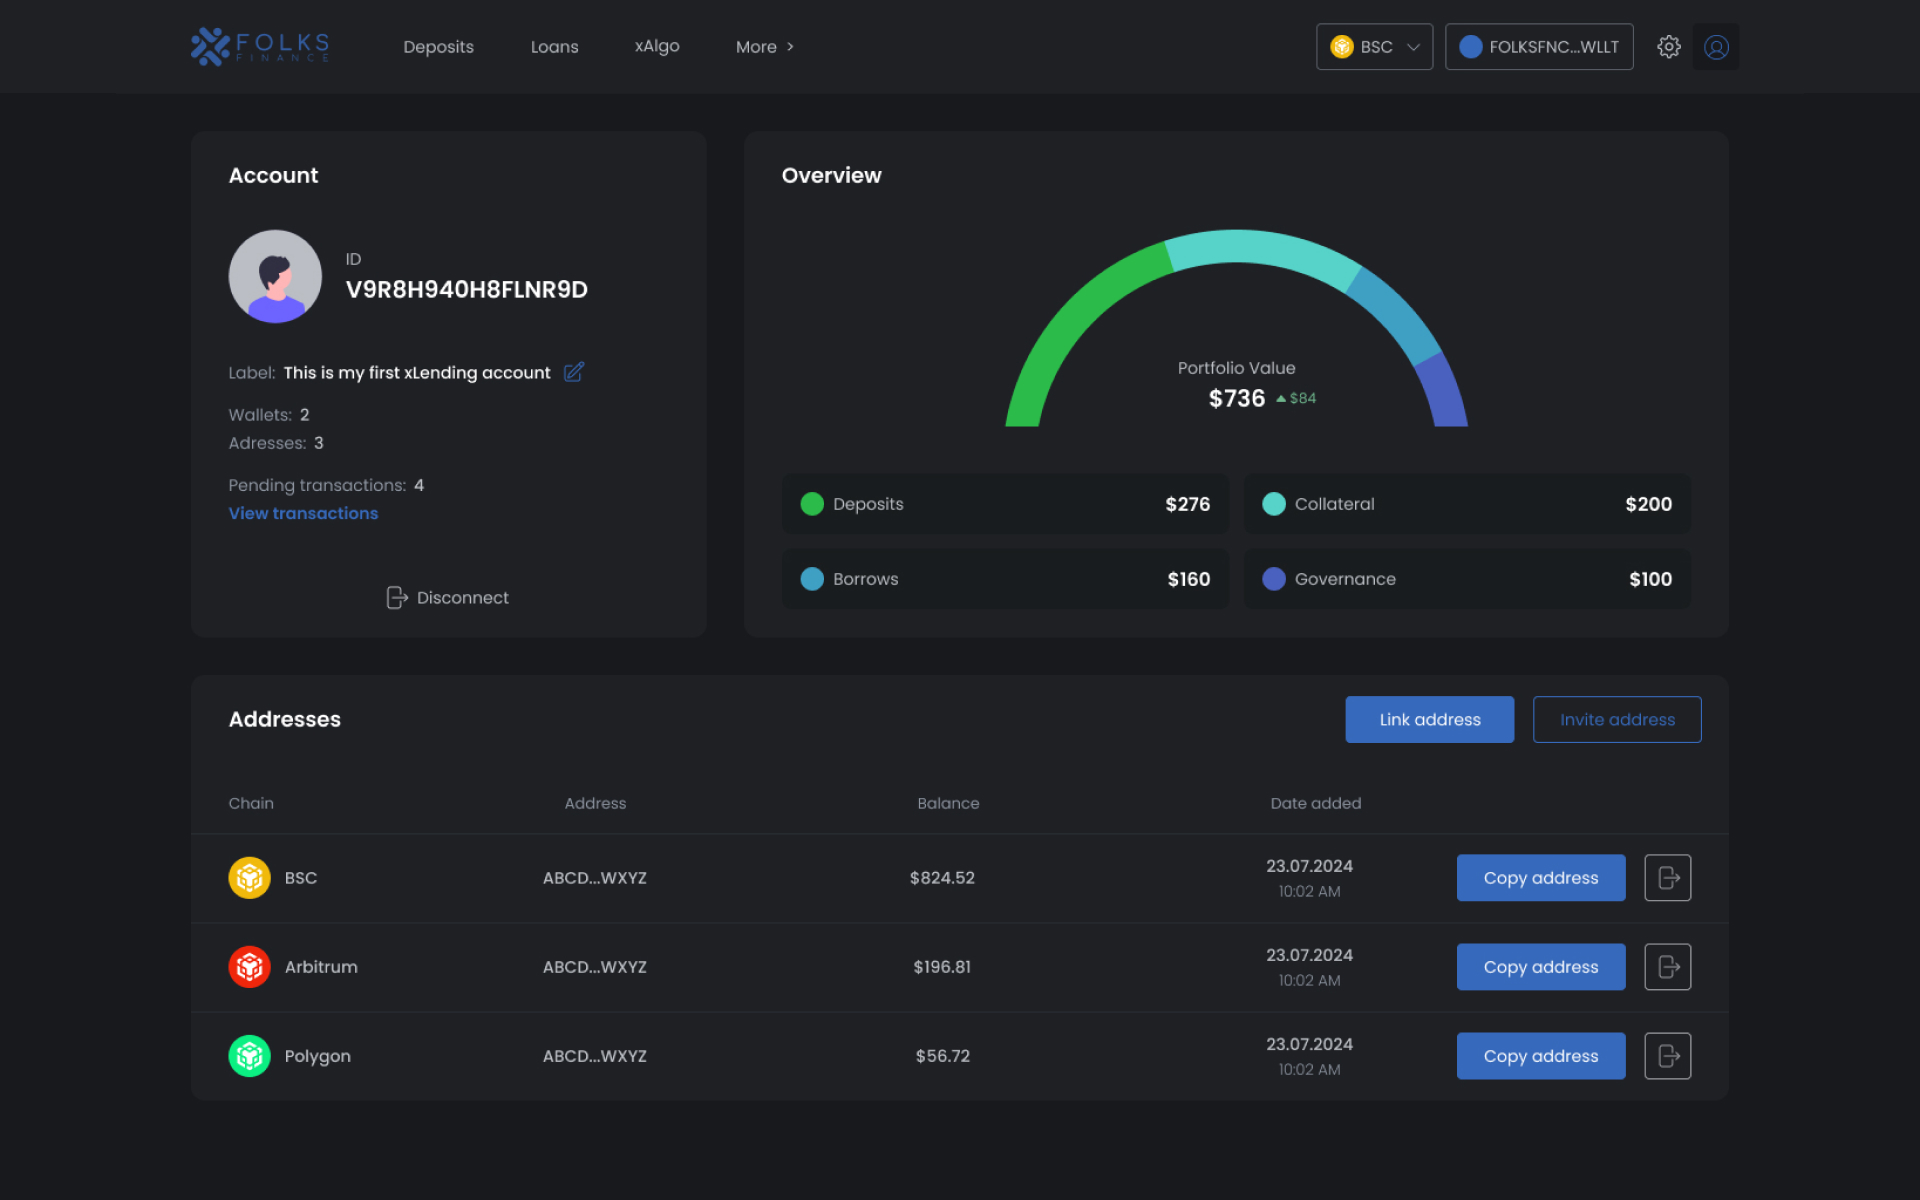 FOLKS
FINANCE
Deposits
Loans
xAlgo
More >
BSC
FOLKSFNC...WLLT
Account
ID
V9R8H940H8FLNR9D
Label: This is my first xLending account
Wallets: 2
Adresses: 3
Pending transactions: 4
View transactions
Disconnect
Overview
Portfolio Value
$736 $84
Deposits $276
Collateral $200
Borrows $160
Governance $100
Addresses
Link address
Invite address
Chain Address Balance Date added
BSC ABCD...WXYZ $824.52 23.07.2024
10:02 AM
Copy address
Arbitrum ABCD...WXYZ $196.81 23.07.2024
10:02 AM
Copy address
Polygon ABCD...WXYZ $56.72 23.07.2024
10:02 AM
Copy address